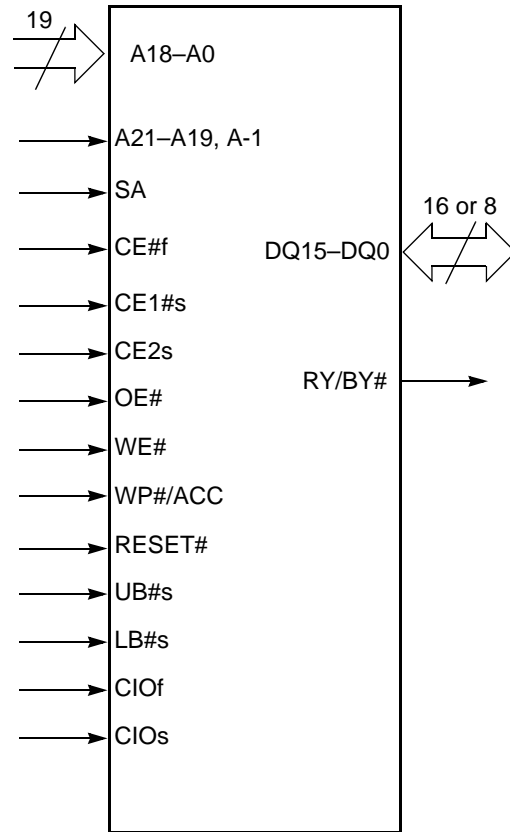 19
A18–A0
A21–A19, A-1
SA
16 or 8
CE#f
DQ15–DQ0
CE1#s
CE2s
RY/BY#
OE#
WE#
WP#/ACC
RESET#
UB#s
LB#s
CIOf
CIOs